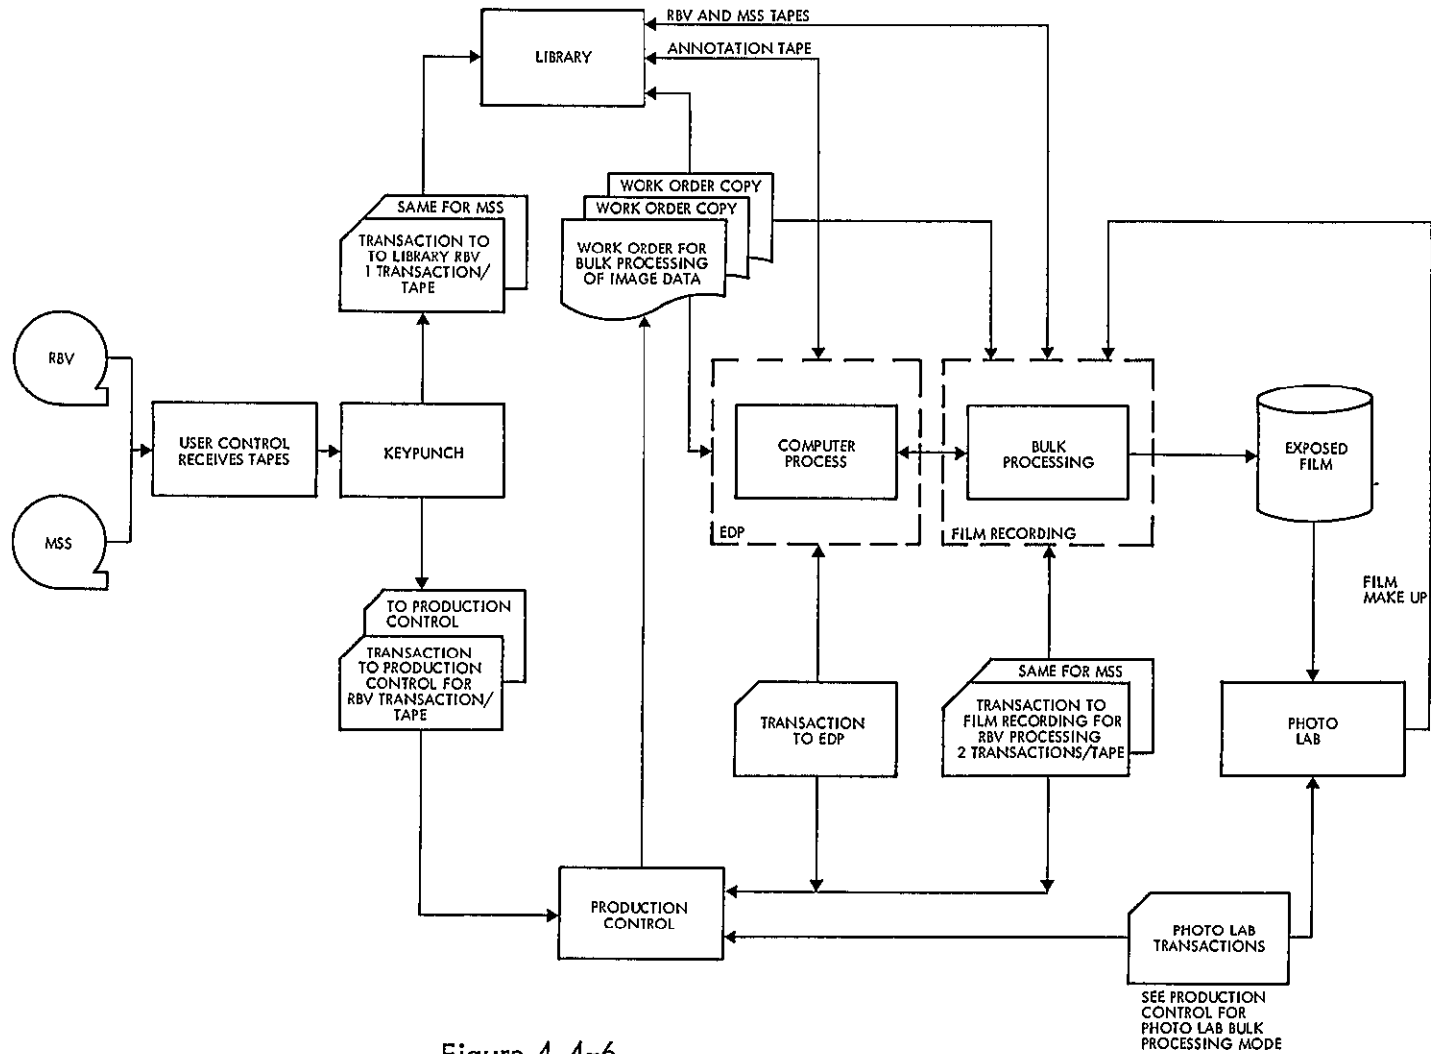 RBV AND MSS TAPES
LIBRARY
ANNOTATION TAPE
WORK ORDER COPY
WORK ORDER COPY
WORK ORDER FOR
BULK PROCESSING
OF IMAGE DATA
SAME FOR MSS
TRANSACTION TO
TO LIBRARY RBV
1 TRANSACTION/
TAPE
RBV
MSS
USER CONTROL
RECEIVES TAPES
KEYPUNCH
COMPUTER
PROCESS
EDP
BULK
PROCESSING
FILM RECORDING
EXPOSED
FILM
FILM
MAKE UP
TO PRODUCTION
CONTROL
TRANSACTION
TO PRODUCTION
CONTROL FOR
RBV TRANSACTION/
TAPE
TRANSACTION
TO EDP
SAME FOR MSS
TRANSACTION TO
FILM RECORDING FOR
RBV PROCESSING
2 TRANSACTIONS/TAPE
PHOTO
LAB
PRODUCTION
CONTROL
PHOTO LAB
TRANSACTIONS
SEE PRODUCTION
CONTROL FOR
PHOTO LAB BULK
PROCESSING MODE
Figure 4.4-6